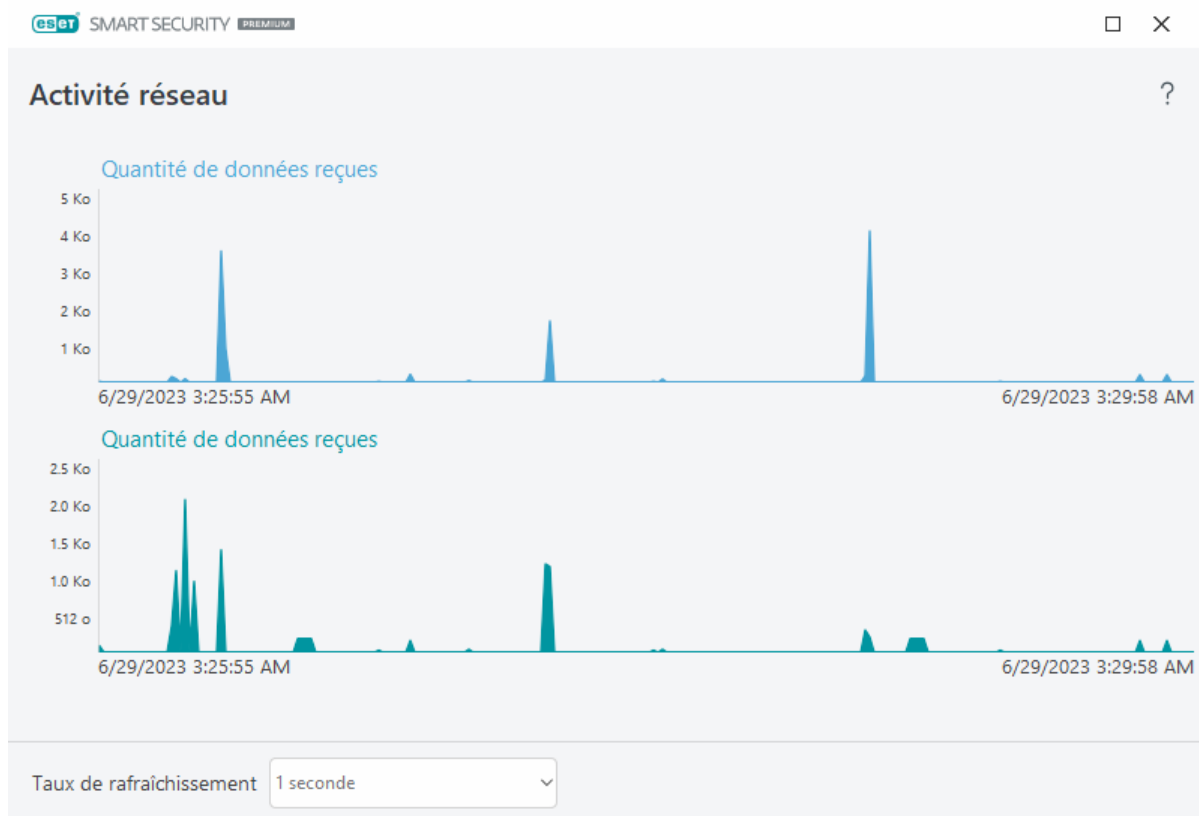 eset SMART SECURITY PREMIUM
Activité réseau
?
Quantité de données reçues
5 Ko
4 Ko
3 Ko
2 Ko
1 Ko
6/29/2023 3:25:55 AM 6/29/2023 3:29:58 AM
Quantité de données reçues
2.5 Ko
2.0 Ko
1.5 Ko
1.0 Ko
512 o
6/29/2023 3:25:55 AM 6/29/2023 3:29:58 AM
Taux de rafraîchissement 1 seconde